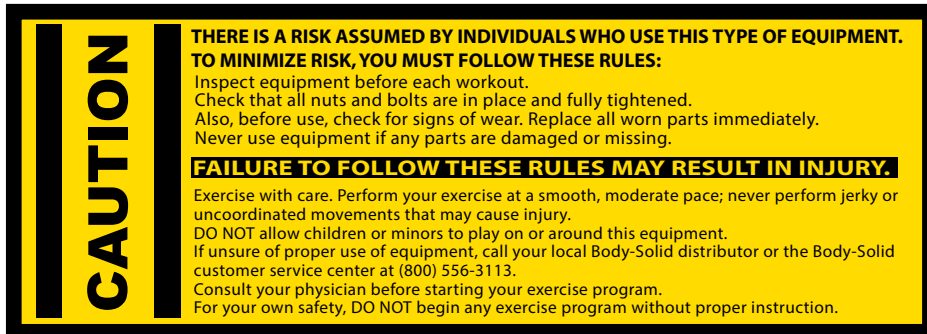 CAUTION
THERE IS A RISK ASSUMED BY INDIVIDUALS WHO USE THIS TYPE OF EQUIPMENT.
TO MINIMIZE RISK, YOU MUST FOLLOW THESE RULES:
Inspect equipment before each workout.
Check that all nuts and bolts are in place and fully tightened.
Also, before use, check for signs of wear. Replace all worn parts immediately.
Never use equipment if any parts are damaged or missing.
FAILURE TO FOLLOW THESE RULES MAY RESULT IN INJURY.
Exercise with care. Perform your exercise at a smooth, moderate pace; never perform jerky or
uncoordinated movements that may cause injury.
DO NOT allow children or minors to play on or around this equipment.
If unsure of proper use of equipment, call your local Body-Solid distributor or the Body-Solid
customer service center at (800) 556-3113.
Consult your physician before starting your exercise program.
For your own safety, DO NOT begin any exercise program without proper instruction.